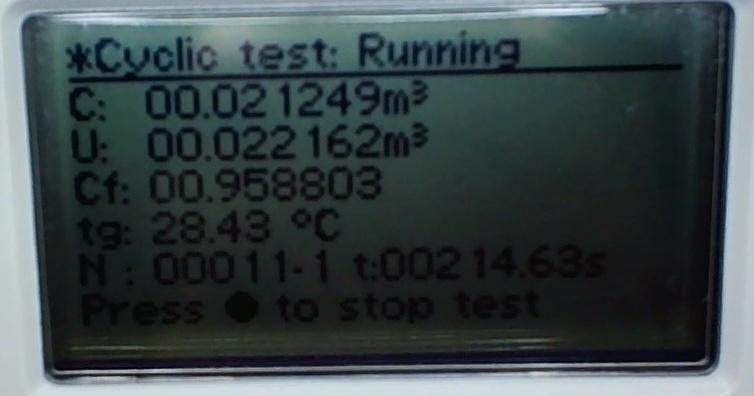 *Cyclic test: Running
C: 00.021249m³
U: 00.022162m³
Cf: 00.958803
tg: 28.43 °C
N : 00011-1 t:00214.63s
Press ● to stop test